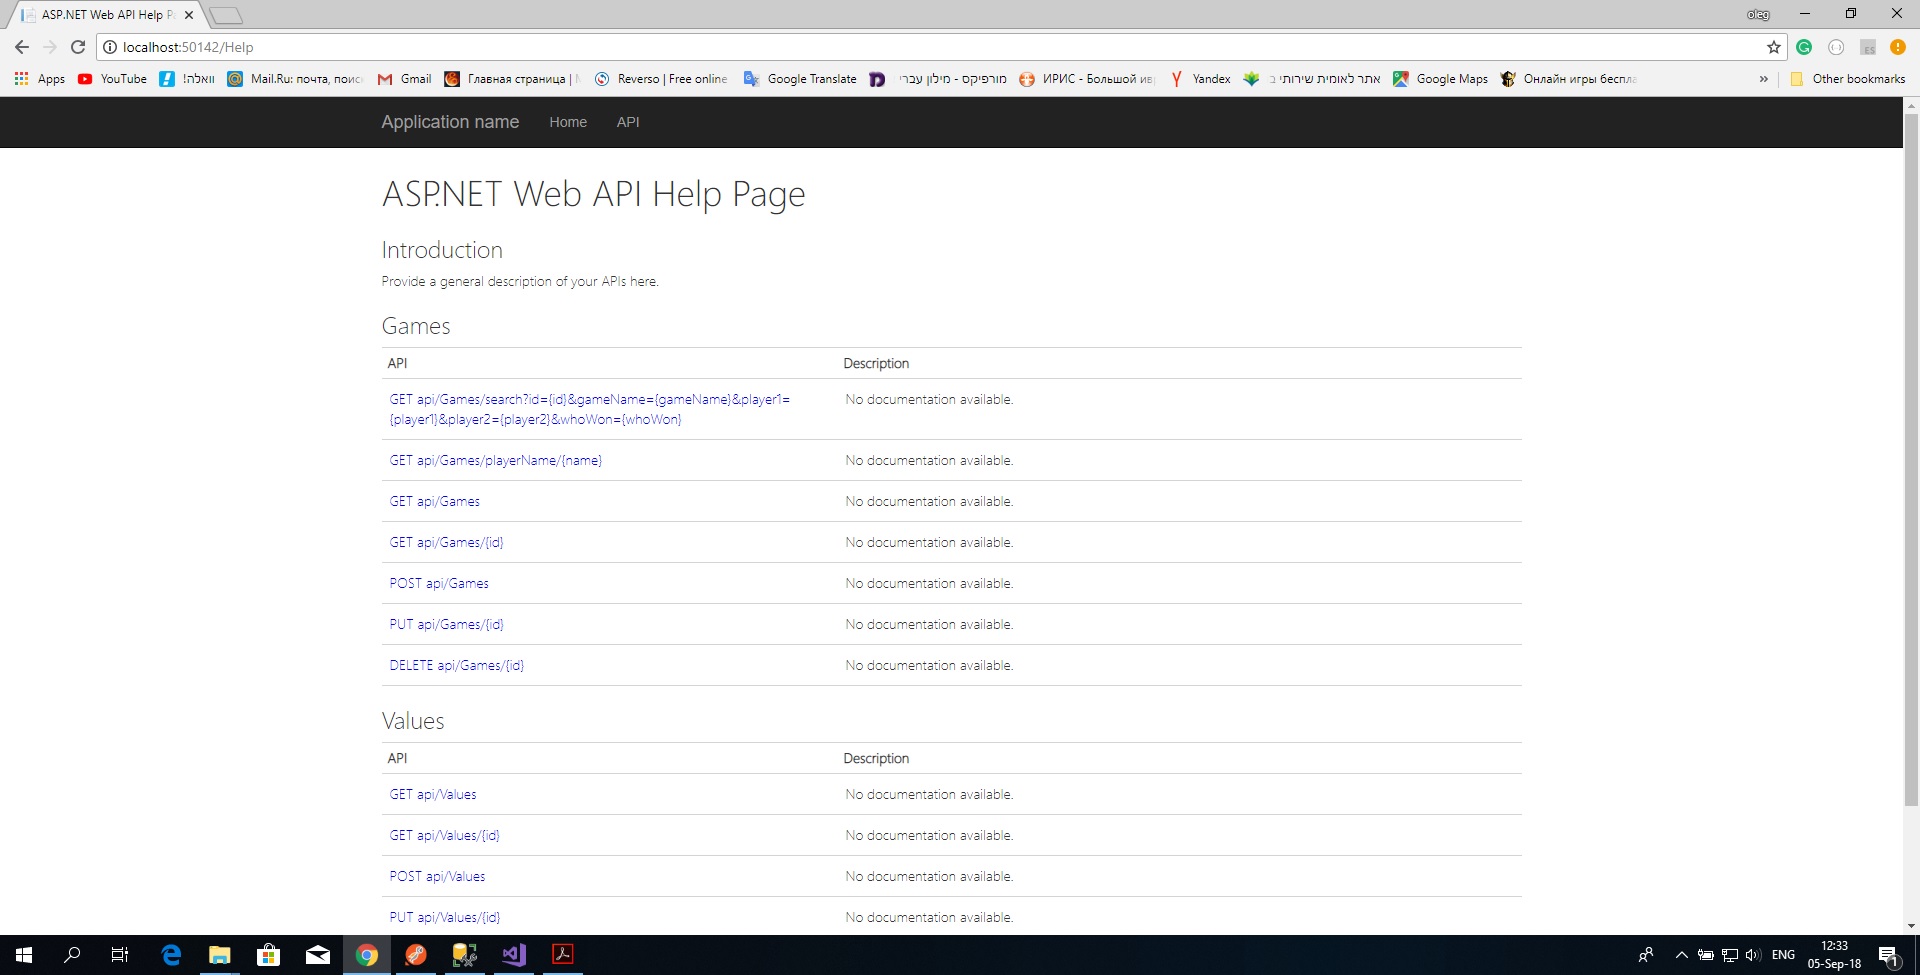 ASP.NET Web API Help P
oleg
localhost:50142/Help
ES
Apps YouTube וואלה! Mail.Ru: почта, поис Gmail Главная страница | Reverso | Free online Google Translate מורפיקס - מילון עברי ИРИС - Большой ив Yandex אתר לאומית שירותי ב Google Maps Онлайн игры беспла » Other bookmarks
Application name Home API
ASP.NET Web API Help Page
Introduction
Provide a general description of your APIs here.
Games
API Description
GET api/Games/search?id={id}&gameName={gameName}&player1= No documentation available.
{player1}&player2={player2}&whoWon={whoWon}
GET api/Games/playerName/{name} No documentation available.
GET api/Games No documentation available.
GET api/Games/{id} No documentation available.
POST api/Games No documentation available.
PUT api/Games/{id} No documentation available.
DELETE api/Games/{id} No documentation available.
Values
API Description
GET api/Values No documentation available.
GET api/Values/{id} No documentation available.
POST api/Values No documentation available.
PUT api/Values/{id} No documentation available.
ENG
12:33
05-Sep-18
1